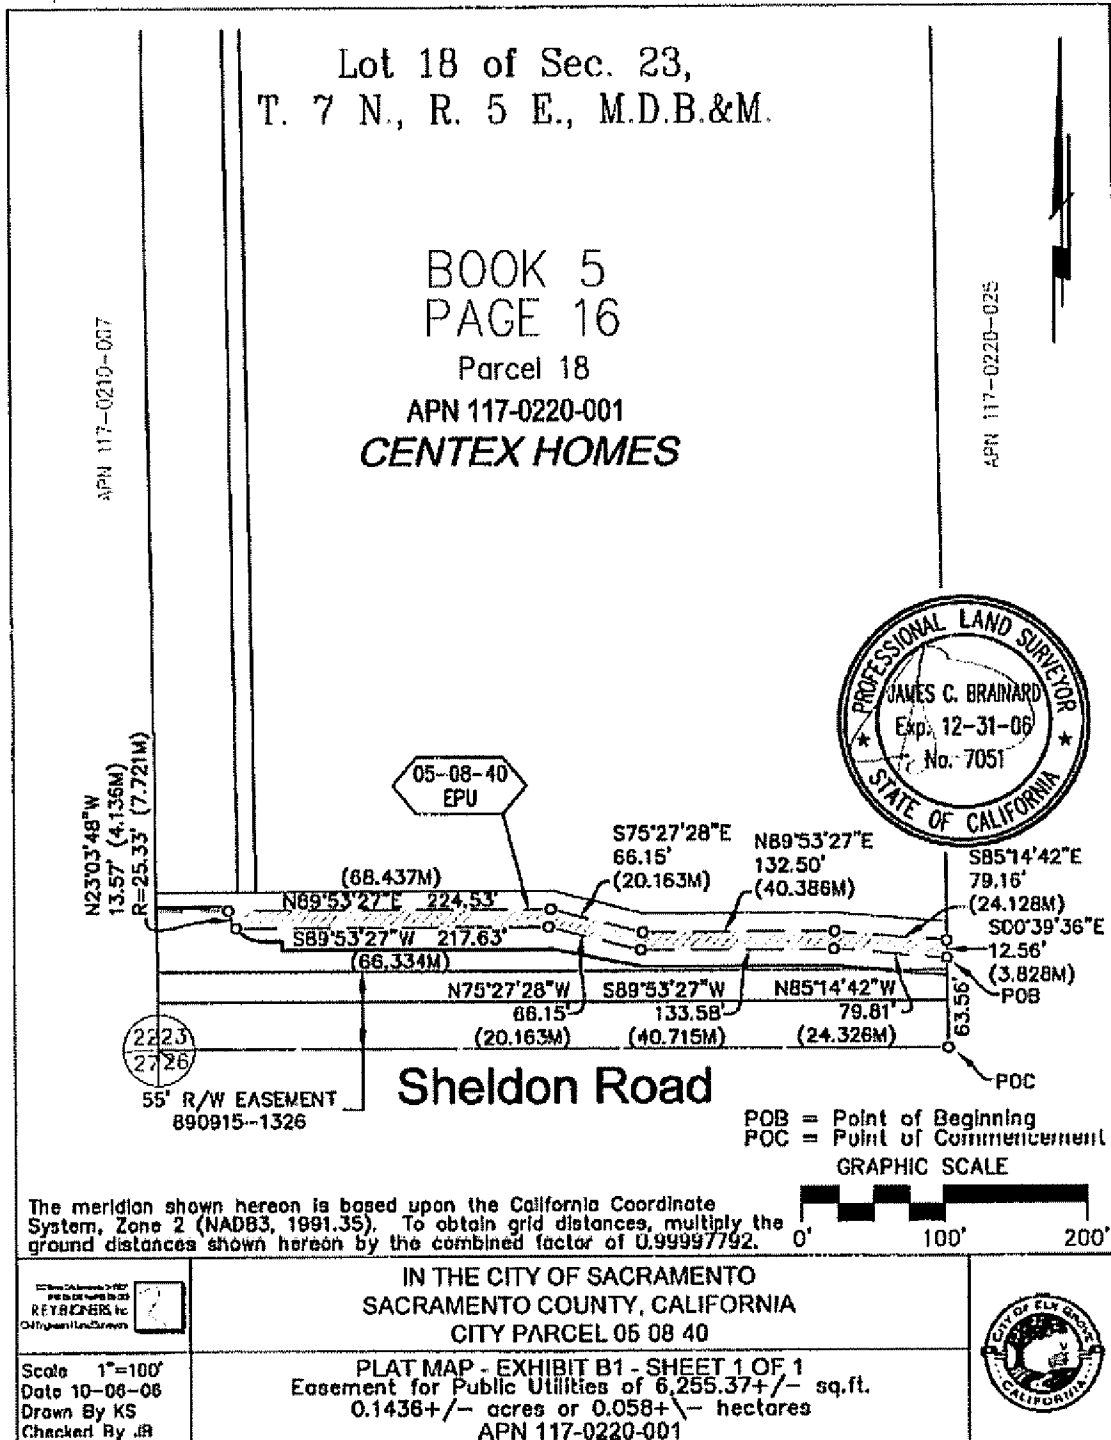 Lot 18 of Sec. 23,
T. 7 N., R. 5 E., M.D.B.&M.
BOOK 5
PAGE 16
Parcel 18
APN 117-0220-001
CENTEX HOMES
APN 117-0210-007
APN 117-0220-025
PROFESSIONAL LAND SURVEYOR
JAMES C. BRAINARD
Exp. 12-31-06
No. 7051
STATE OF CALIFORNIA
05-08-40
EPU
N23°03'48"W
13.57' (4.136M)
R=25.33' (7.721M)
(68.437M)
N89°53'27"E 224.53'
S89°53'27"W 217.63'
(66.334M)
S75°27'28"E
66.15'
(20.163M)
N89°53'27"E
132.50'
(40.386M)
S85°14'42"E
79.16'
(24.128M)
S00°39'36"E
12.56'
(3.828M)
POB
N75°27'28"W
66.15'
(20.163M)
S89°53'27"W
133.58'
(40.715M)
N85°14'42"W
79.81'
(24.326M)
63.56'
POC
22 23
27 26
Sheldon Road
55' R/W EASEMENT
890915--1326
POB = Point of Beginning
POC = Point of Commencement
GRAPHIC SCALE
0' 100' 200'
The meridian shown hereon is based upon the California Coordinate
System, Zone 2 (NAD83, 1991.35). To obtain grid distances, multiply the
ground distances shown hereon by the combined factor of 0.99997792.
IN THE CITY OF SACRAMENTO
SACRAMENTO COUNTY, CALIFORNIA
CITY PARCEL 05 08 40
Scale 1"=100'
Date 10-06-06
Drawn By KS
Checked By JB
PLAT MAP - EXHIBIT B1 - SHEET 1 OF 1
Easement for Public Utilities of 6,255.37+/- sq.ft.
0.1436+/- acres or 0.058+\- hectares
APN 117-0220-001
CITY OF ELK GROVE
CALIFORNIA